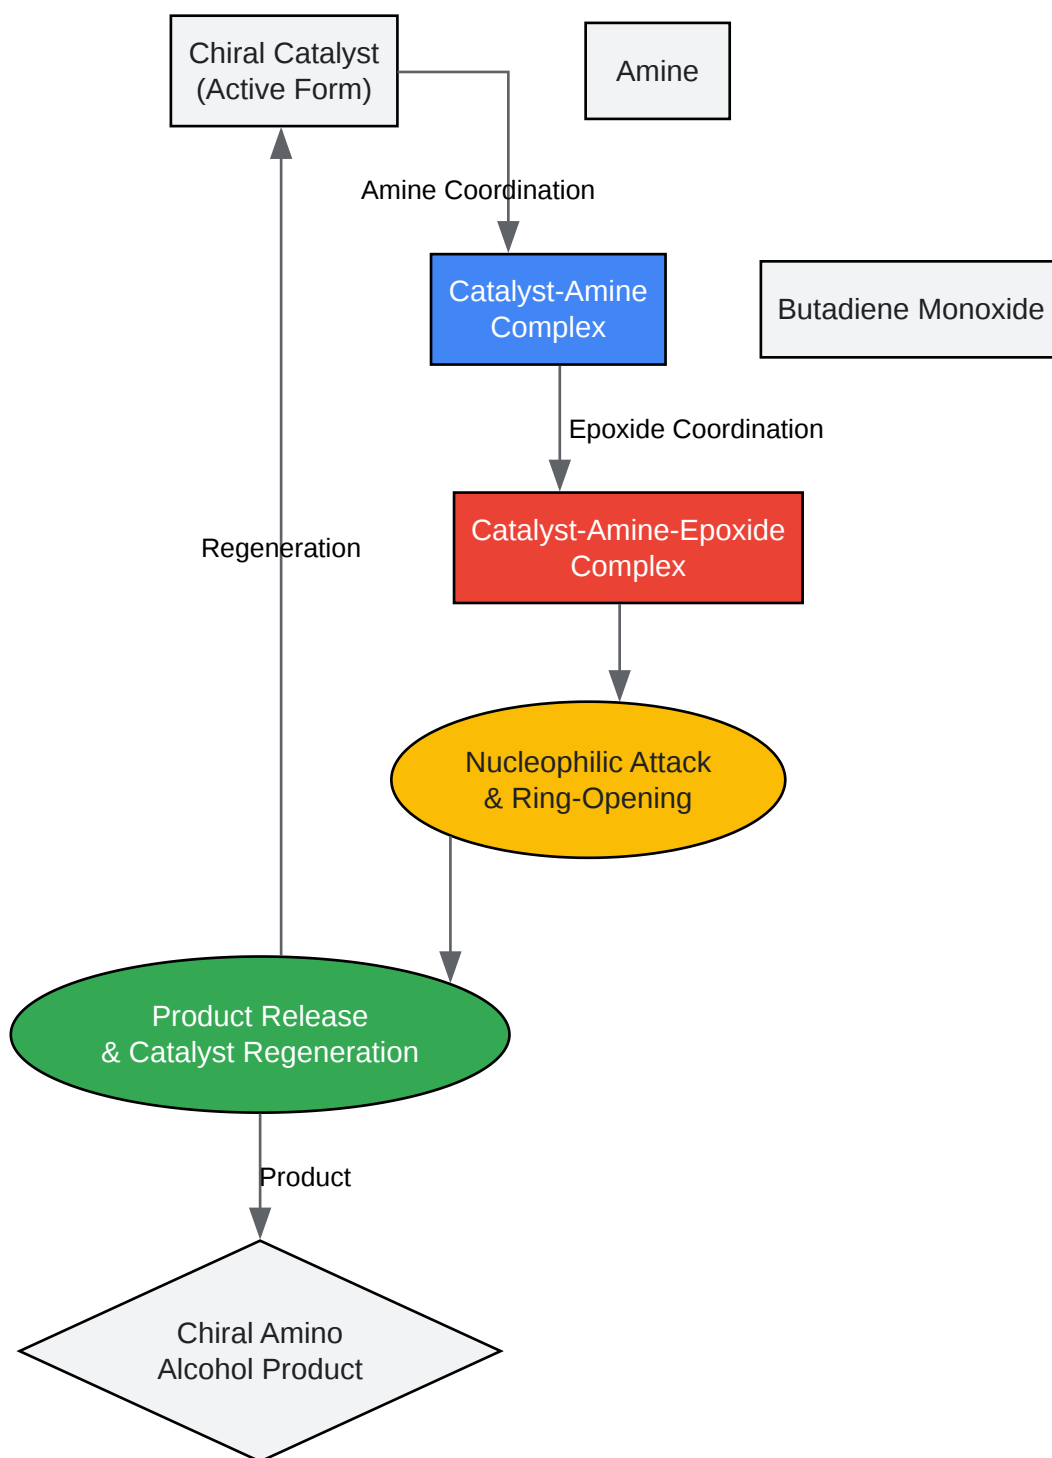 Chiral Catalyst
(Active Form)
Amine
Amine Coordination
Catalyst-Amine
Complex
Butadiene Monoxide
Epoxide Coordination
Catalyst-Amine-Epoxide
Complex
Regeneration
Nucleophilic Attack
& Ring-Opening
Product Release
& Catalyst Regeneration
Product
Chiral Amino
Alcohol Product